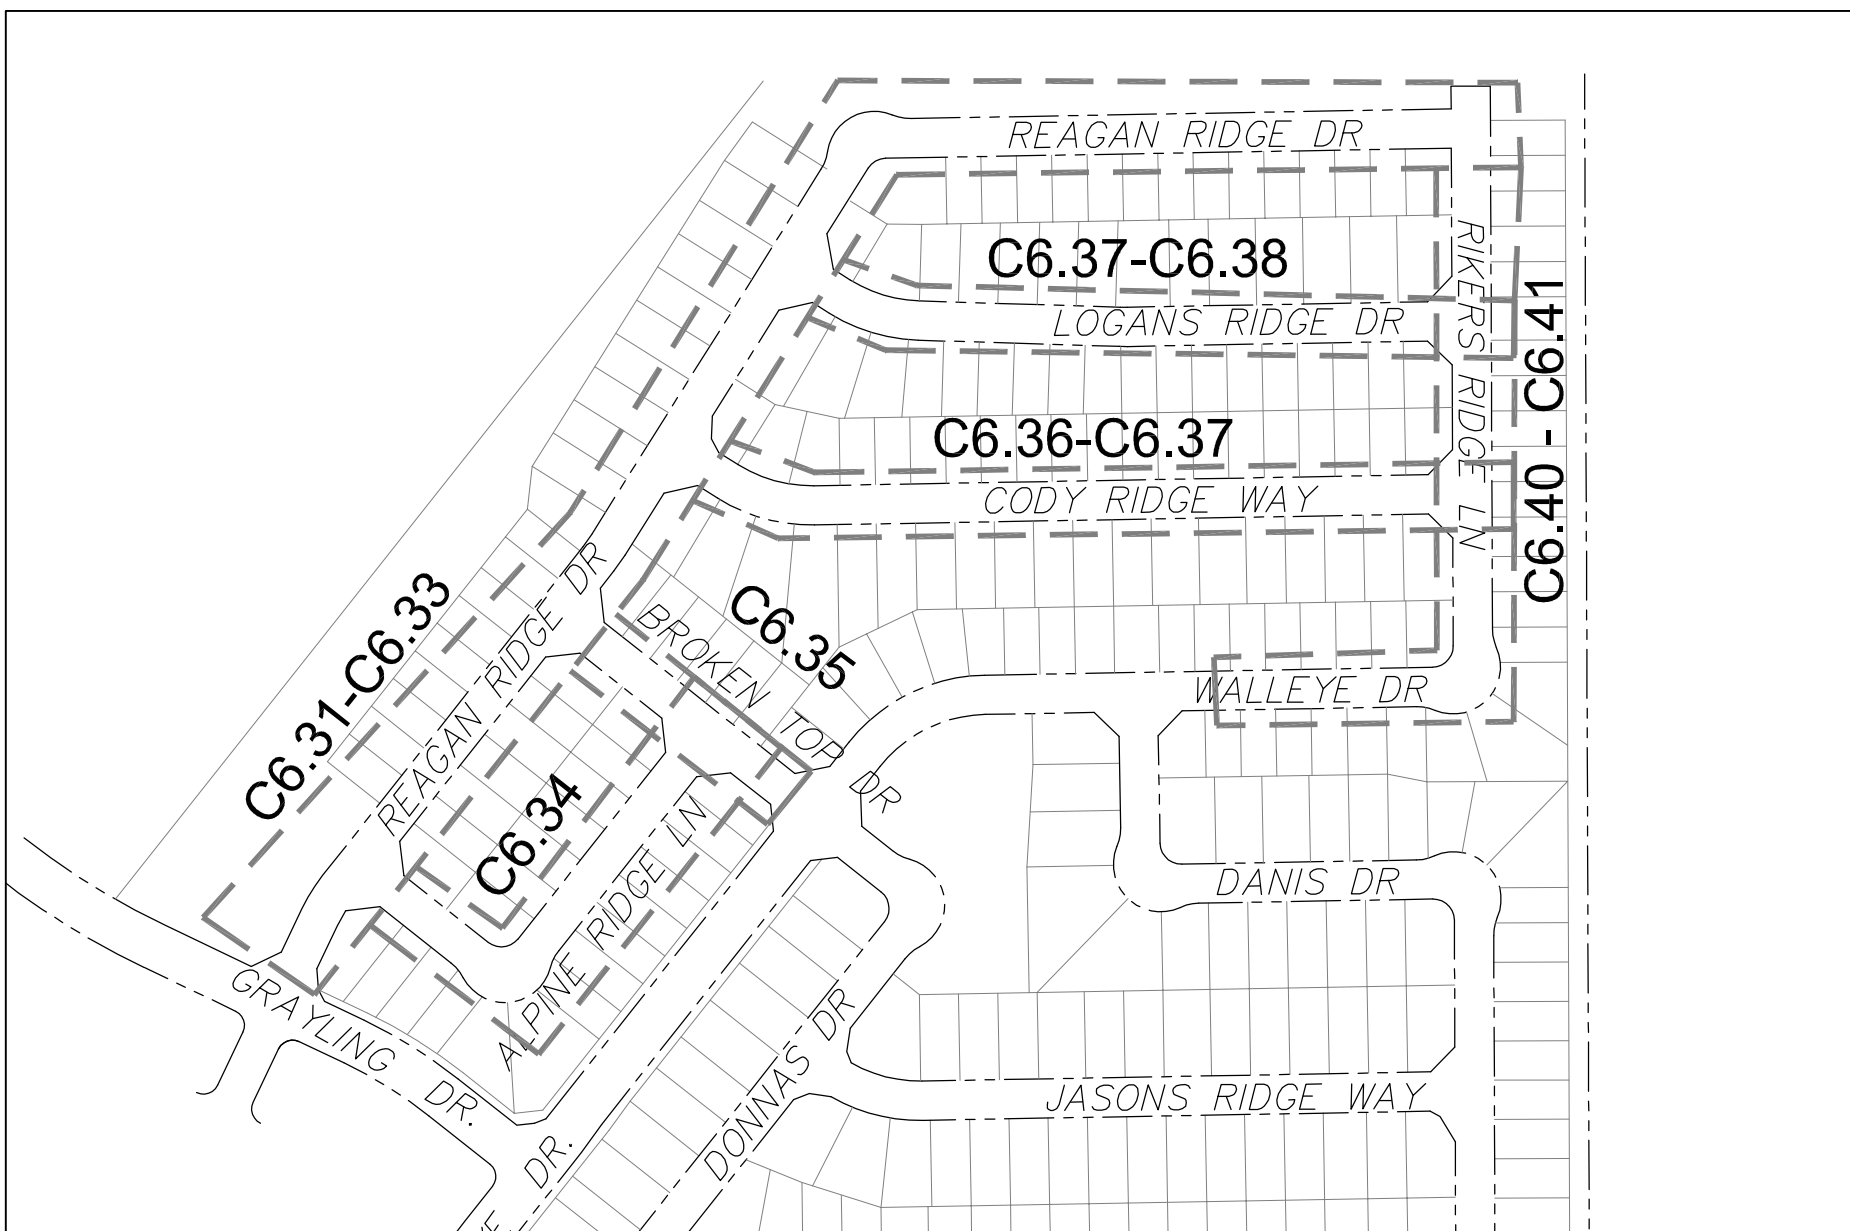 REAGAN RIDGE DR
C6.37-C6.38
RIKERS RIDGE LN
LOGANS RIDGE DR
C6.40 - C6.41
C6.36-C6.37
CODY RIDGE WAY
REAGAN RIDGE DR
C6.31-C6.33
BROKEN TOP DR
C6.35
WALLEYE DR
C6.34
ALPINE RIDGE LN
DANIS DR
GRAYLING DR.
DONNAS DR
JASONS RIDGE WAY
DR.